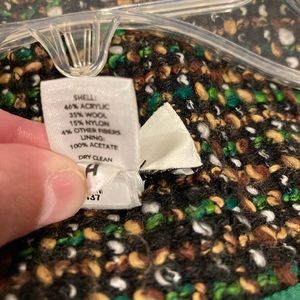 SHELL:
46% ACRYLIC
35% WOOL
15% NYLON
4% OTHER FIBERS
LINING:
100% ACETATE
DRY CLEAN